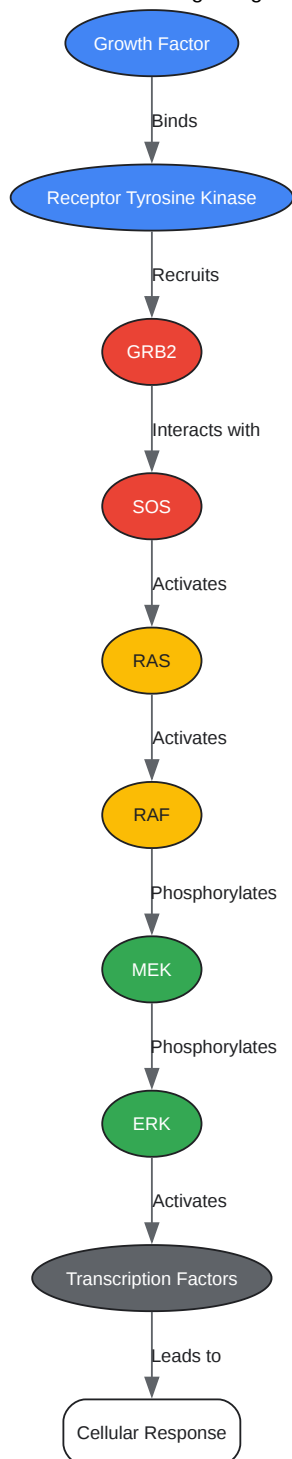 Growth Factor
Binds
Receptor Tyrosine Kinase
Recruits
GRB2
Interacts with
SOS
Activates
RAS
Activates
RAF
Phosphorylates
MEK
Phosphorylates
ERK
Activates
Transcription Factors
Leads to
Cellular Response